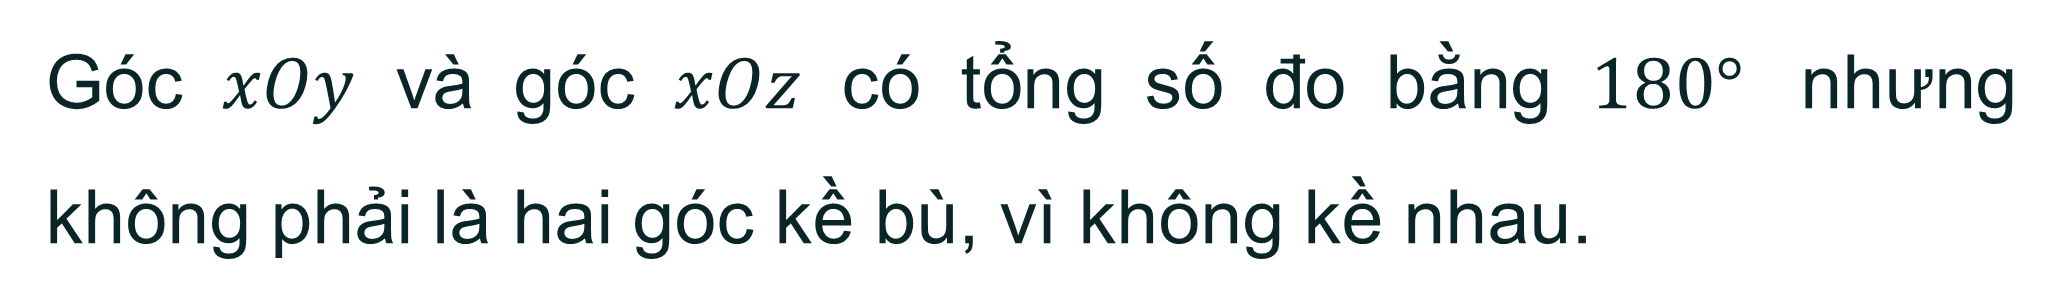 Góc xOy và góc xOz có tổng số đo bằng 180° nhưng
không phải là hai góc kề bù, vì không kề nhau.